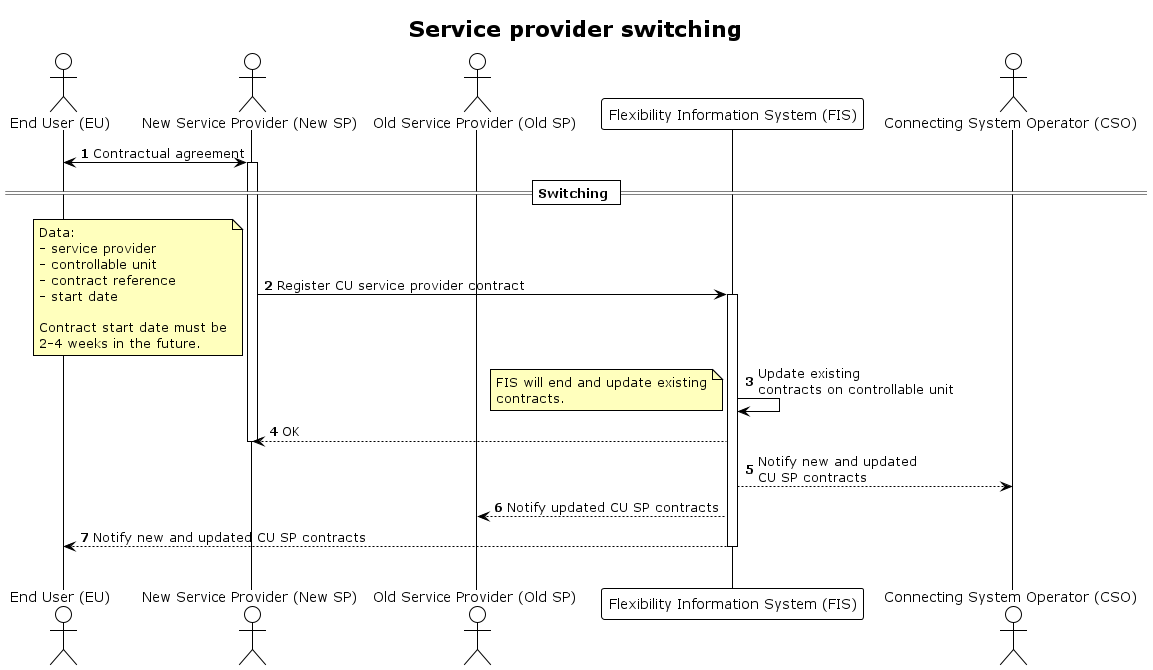 Service provider switching
End User (EU)
New Service Provider (New SP)
Old Service Provider (Old SP)
Flexibility Information System (FIS)
Connecting System Operator (CSO)
1 Contractual agreement
Switching
Data:
- service provider
- controllable unit
- contract reference
- start date
Contract start date must be
2-4 weeks in the future.
2 Register CU service provider contract
FIS will end and update existing
contracts.
3 Update existing
contracts on controllable unit
4 OK
5 Notify new and updated
CU SP contracts
6 Notify updated CU SP contracts
7 Notify new and updated CU SP contracts
End User (EU)
New Service Provider (New SP)
Old Service Provider (Old SP)
Flexibility Information System (FIS)
Connecting System Operator (CSO)